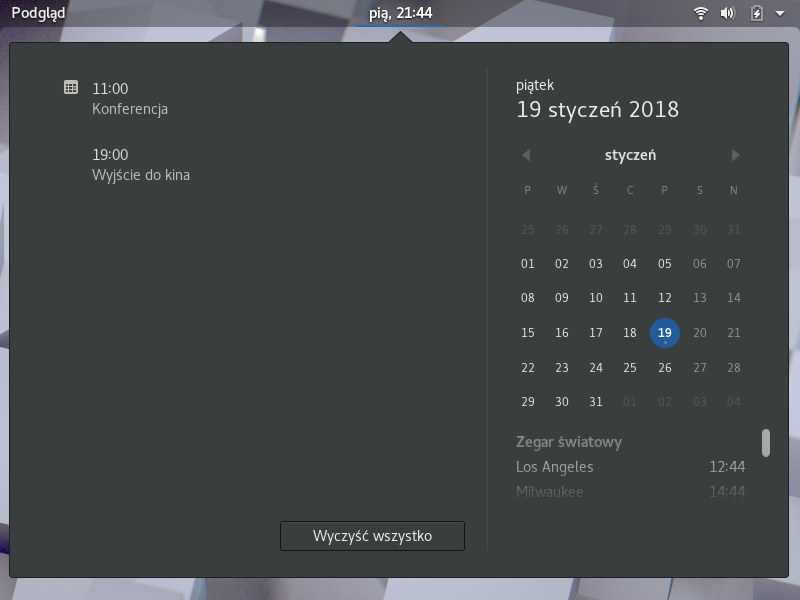 Podgląd
pią, 21:44
11:00
Konferencja
19:00
Wyjście do kina
Wyczyść wszystko
piątek
19 styczeń 2018
styczeń
P W Ś C P S N
25 26 27 28 29 30 31
01 02 03 04 05 06 07
08 09 10 11 12 13 14
15 16 17 18 19 20 21
22 23 24 25 26 27 28
29 30 31 01 02 03 04
Zegar światowy
Los Angeles 12:44
Milwaukee 14:44